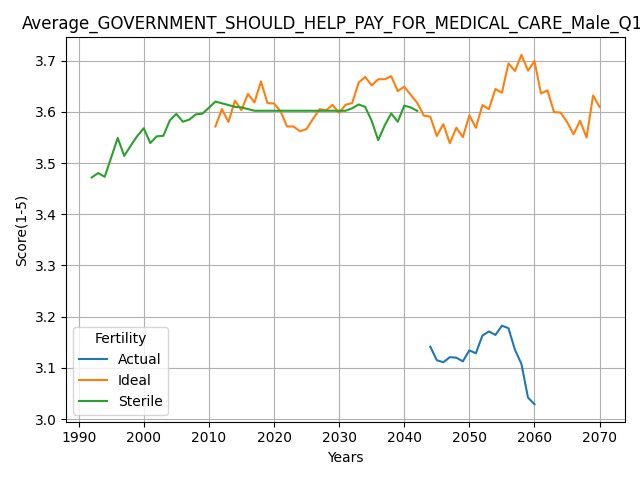 Average_GOVERNMENT_SHOULD_HELP_PAY_FOR_MEDICAL_CARE_Male_Q1
Score(1-5)
3.7
3.6
3.5
3.4
3.3
3.2
3.1
3.0
Fertility
Actual
Ideal
Sterile
1990 2000 2010 2020 2030 2040 2050 2060 2070
Years